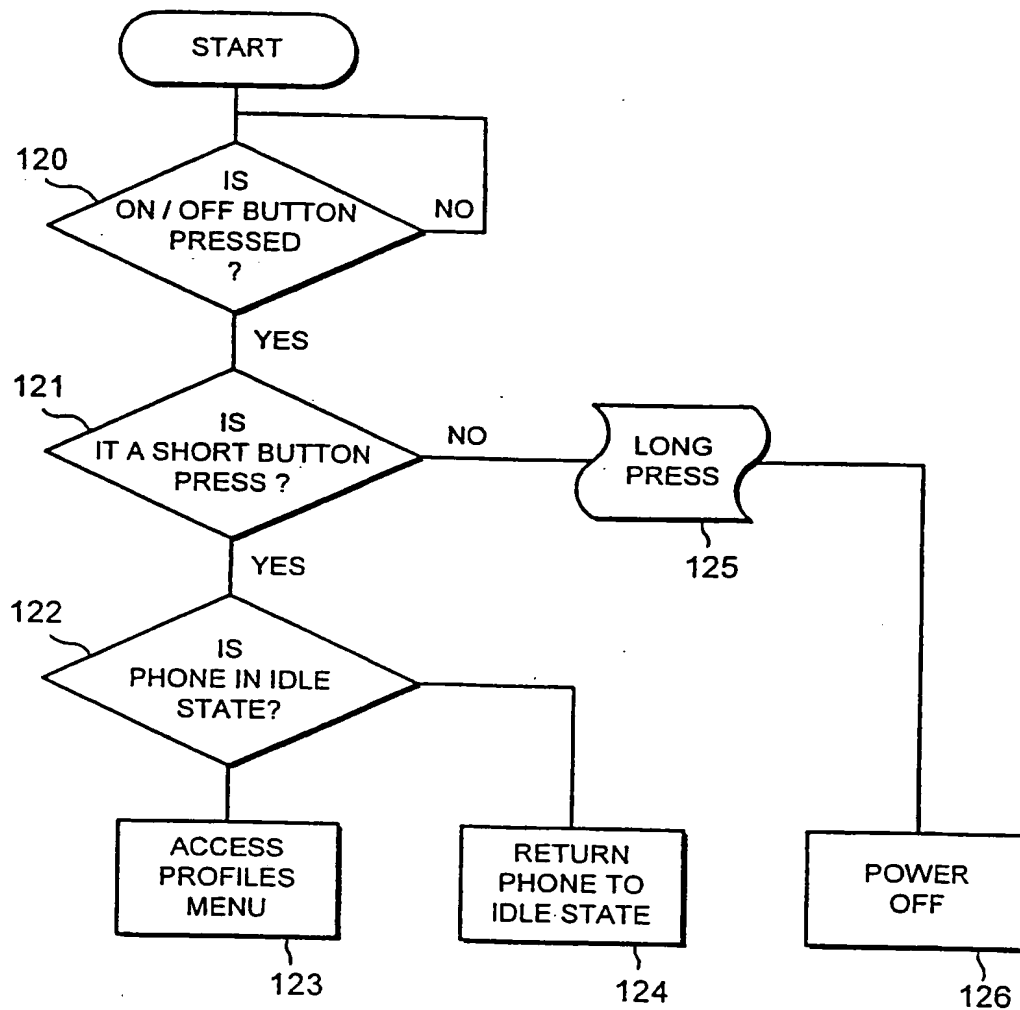 START
120
IS
ON / OFF BUTTON
PRESSED
?
NO
YES
121
IS
IT A SHORT BUTTON
PRESS ?
NO
LONG
PRESS
125
YES
122
IS
PHONE IN IDLE
STATE?
ACCESS
PROFILES
MENU
123
RETURN
PHONE TO
IDLE STATE
124
POWER
OFF
126